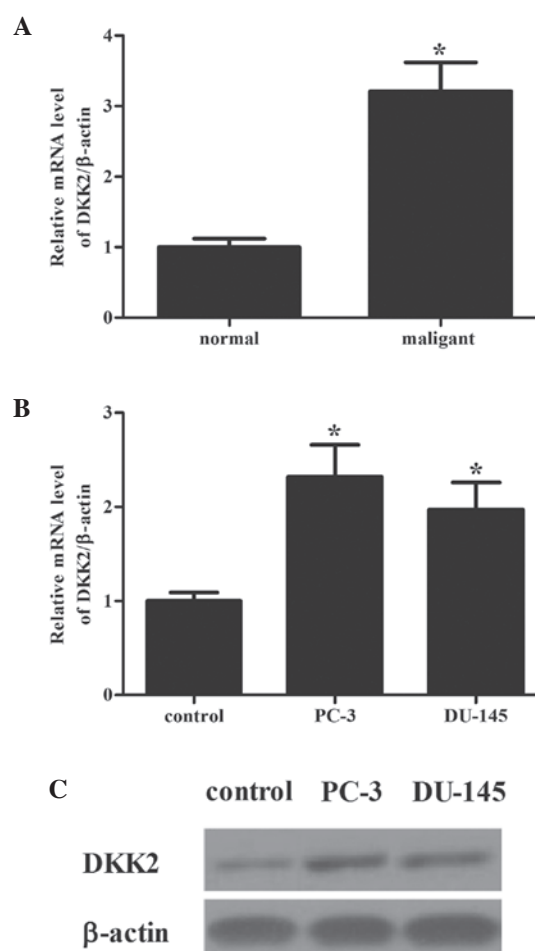 A
Relative mRNA level
of DKK2/β-actin
4
3
2
1
0
*
normal
maligant
B
Relative mRNA level
of DKK2/β-actin
3
2
1
0
*
*
control
PC-3
DU-145
C
control PC-3 DU-145
DKK2
β-actin